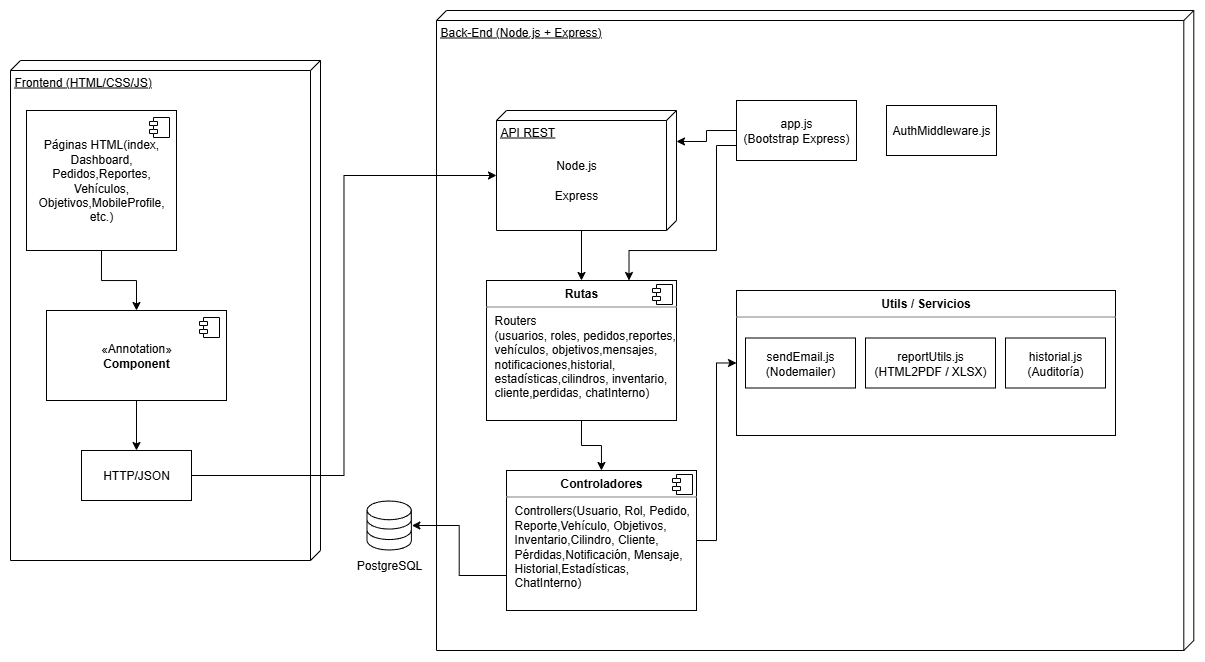 Back-End (Node.js + Express)
Frontend (HTML/CSS/JS)
Páginas HTML(index,
Dashboard,
Pedidos,Reportes,
Vehículos,
Objetivos,MobileProfile,
etc.)
«Annotation»
Component
HTTP/JSON
API REST
Node.js
Express
app.js
(Bootstrap Express)
AuthMiddleware.js
Rutas
Routers
(usuarios, roles, pedidos,reportes,
vehículos, objetivos,mensajes,
notificaciones,historial,
estadísticas,cilindros, inventario,
cliente,perdidas, chatInterno)
Utils / Servicios
sendEmail.js
(Nodemailer)
reportUtils.js
(HTML2PDF / XLSX)
historial.js
(Auditoría)
Controladores
Controllers(Usuario, Rol, Pedido,
Reporte,Vehículo, Objetivos,
Inventario,Cilindro, Cliente,
Pérdidas,Notificación, Mensaje,
Historial,Estadísticas,
ChatInterno)
PostgreSQL